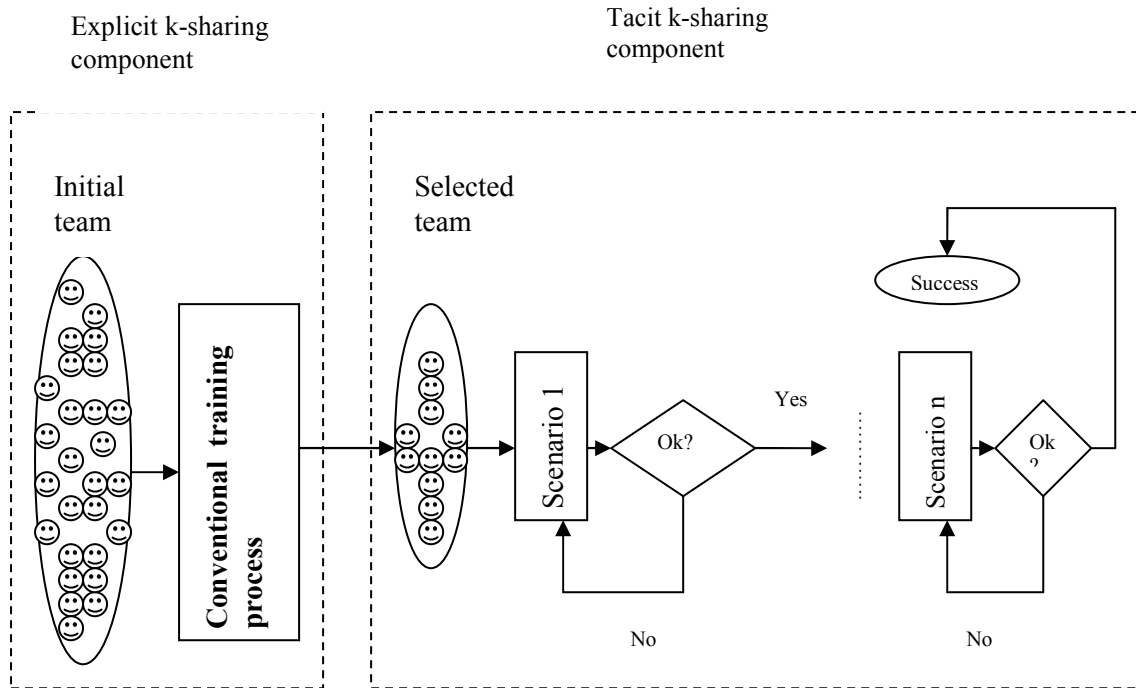 Explicit k-sharing
component
Tacit k-sharing
component
Initial
team
Selected
team
Conventional training
process
Scenario 1
Ok?
Yes
No
Success
Scenario n
Ok
?
No